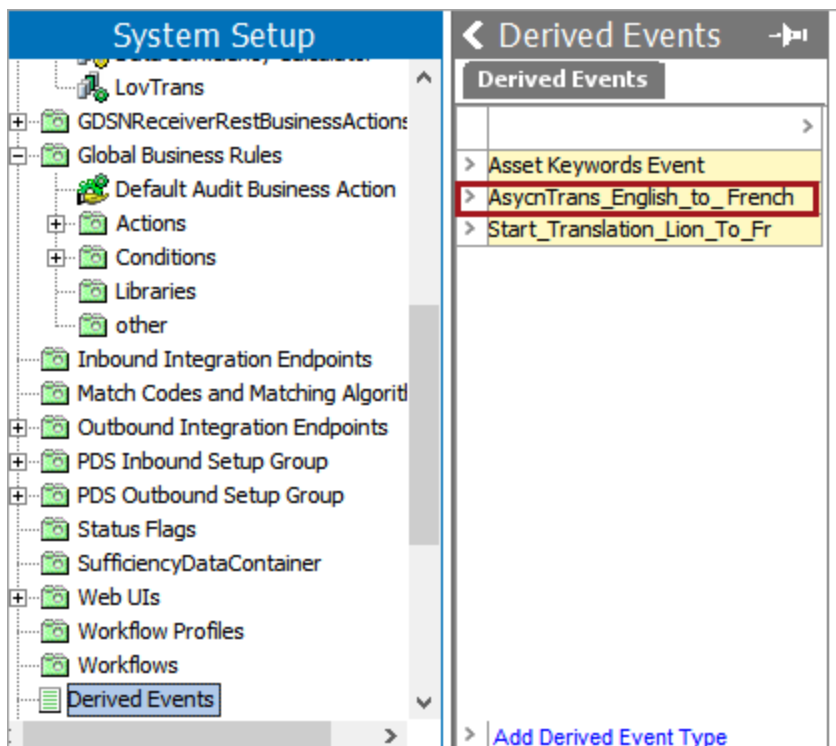 System Setup
LovTrans
GDSNReceiverRestBusinessActions
Global Business Rules
Default Audit Business Action
Actions
Conditions
Libraries
other
Inbound Integration Endpoints
Match Codes and Matching Algorit
Outbound Integration Endpoints
PDS Inbound Setup Group
PDS Outbound Setup Group
Status Flags
SufficiencyDataContainer
Web UIs
Workflow Profiles
Workflows
Derived Events
Derived Events
Derived Events
Asset Keywords Event
AsycnTrans_English_to_ French
Start_Translation_Lion_To_Fr
Add Derived Event Type